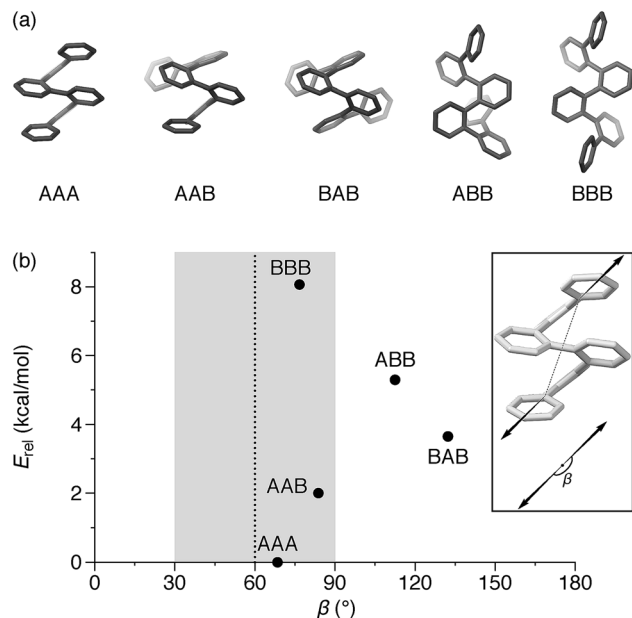 (a)
AAA AAB BAB ABB BBB
(b)
E_rel (kcal/mol)
8
6
4
2
0
BBB
ABB
BAB
AAB
AAA
β
0 30 60 90 120 150 180
β (°)